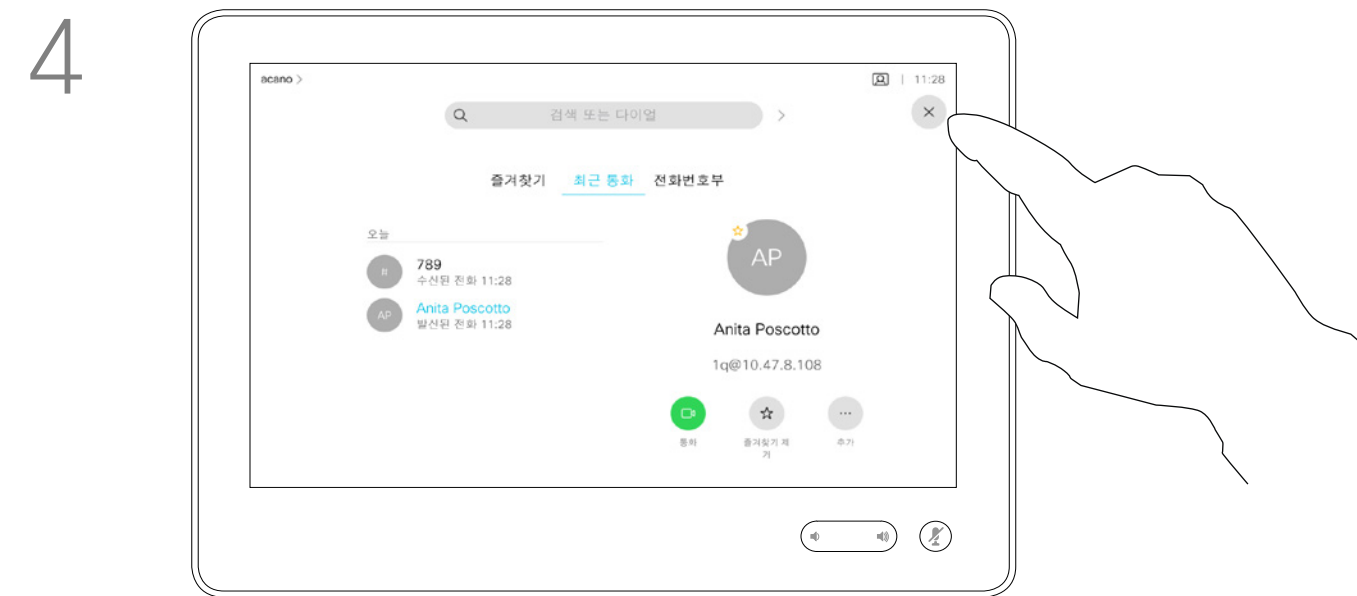 4
acano >
11:28
검색 또는 다이얼
즐겨찾기 최근 통화 전화번호부
오늘
789
수신된 전화 11:28
AP
Anita Poscotto
발신된 전화 11:28
AP
Anita Poscotto
1q@10.47.8.108
통화
즐겨찾기 제
거
추가